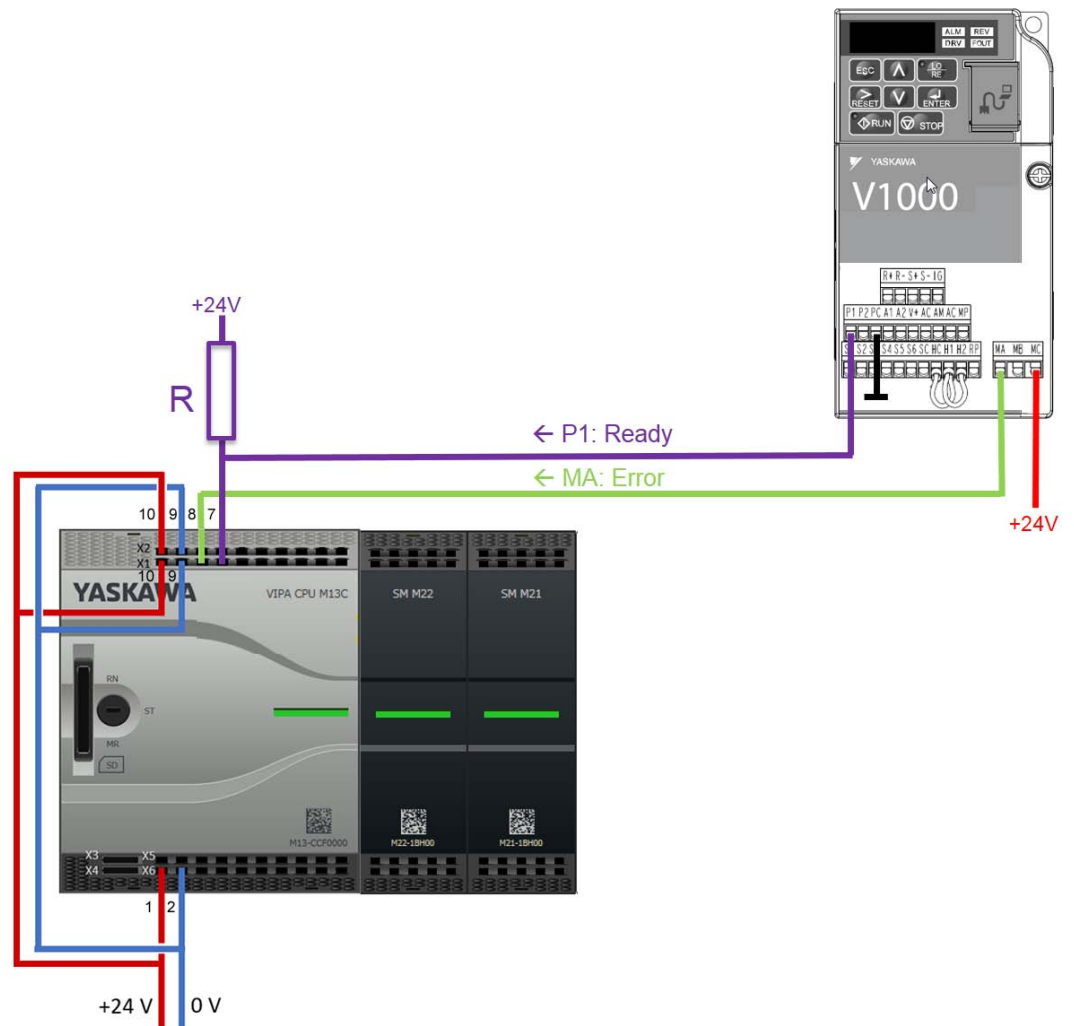 ALM REV
DRV FOUT
ESC
LO
RE
RESET
ENTER
RUN
STOP
YASKAWA
V1000
R+ R- S+ S- IG
P1 P2 PC A1 A2 V+ AC AM AC MP
S2 S4 S5 S6 SC HC H1 H2 RP
MA MB MC
+24V
R
← P1: Ready
← MA: Error
+24V
10 9 8 7
X2
X1
10 9
YASKAWA
VIPA CPU M13C
SM M22
SM M21
RN
ST
MR
SD
M13-CCF0000
M22-1BH00
M21-1BH00
X3 X5
X4 X6
1 2
+24 V
0 V